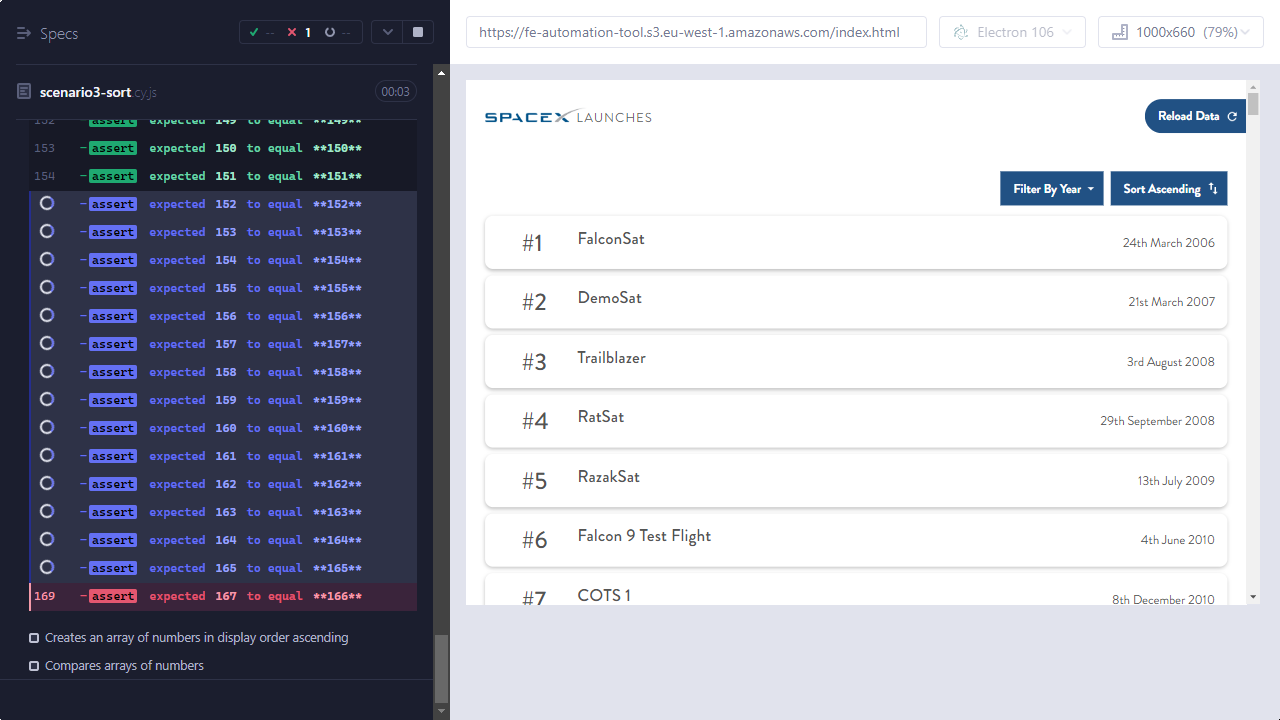 Specs
-- 1 --
scenario3-sort.cy.js
00:03
152 -assert expected 149 to equal **149**
153 -assert expected 150 to equal **150**
154 -assert expected 151 to equal **151**
-assert expected 152 to equal **152**
-assert expected 153 to equal **153**
-assert expected 154 to equal **154**
-assert expected 155 to equal **155**
-assert expected 156 to equal **156**
-assert expected 157 to equal **157**
-assert expected 158 to equal **158**
-assert expected 159 to equal **159**
-assert expected 160 to equal **160**
-assert expected 161 to equal **161**
-assert expected 162 to equal **162**
-assert expected 163 to equal **163**
-assert expected 164 to equal **164**
-assert expected 165 to equal **165**
169 -assert expected 167 to equal **166**
Creates an array of numbers in display order ascending
Compares arrays of numbers
https://fe-automation-tool.s3.eu-west-1.amazonaws.com/index.html
Electron 106
1000x660 (79%)
SPACEX LAUNCHES
Reload Data
Filter By Year
Sort Ascending
#1 FalconSat 24th March 2006
#2 DemoSat 21st March 2007
#3 Trailblazer 3rd August 2008
#4 RatSat 29th September 2008
#5 RazakSat 13th July 2009
#6 Falcon 9 Test Flight 4th June 2010
#7 COTS 1 8th December 2010